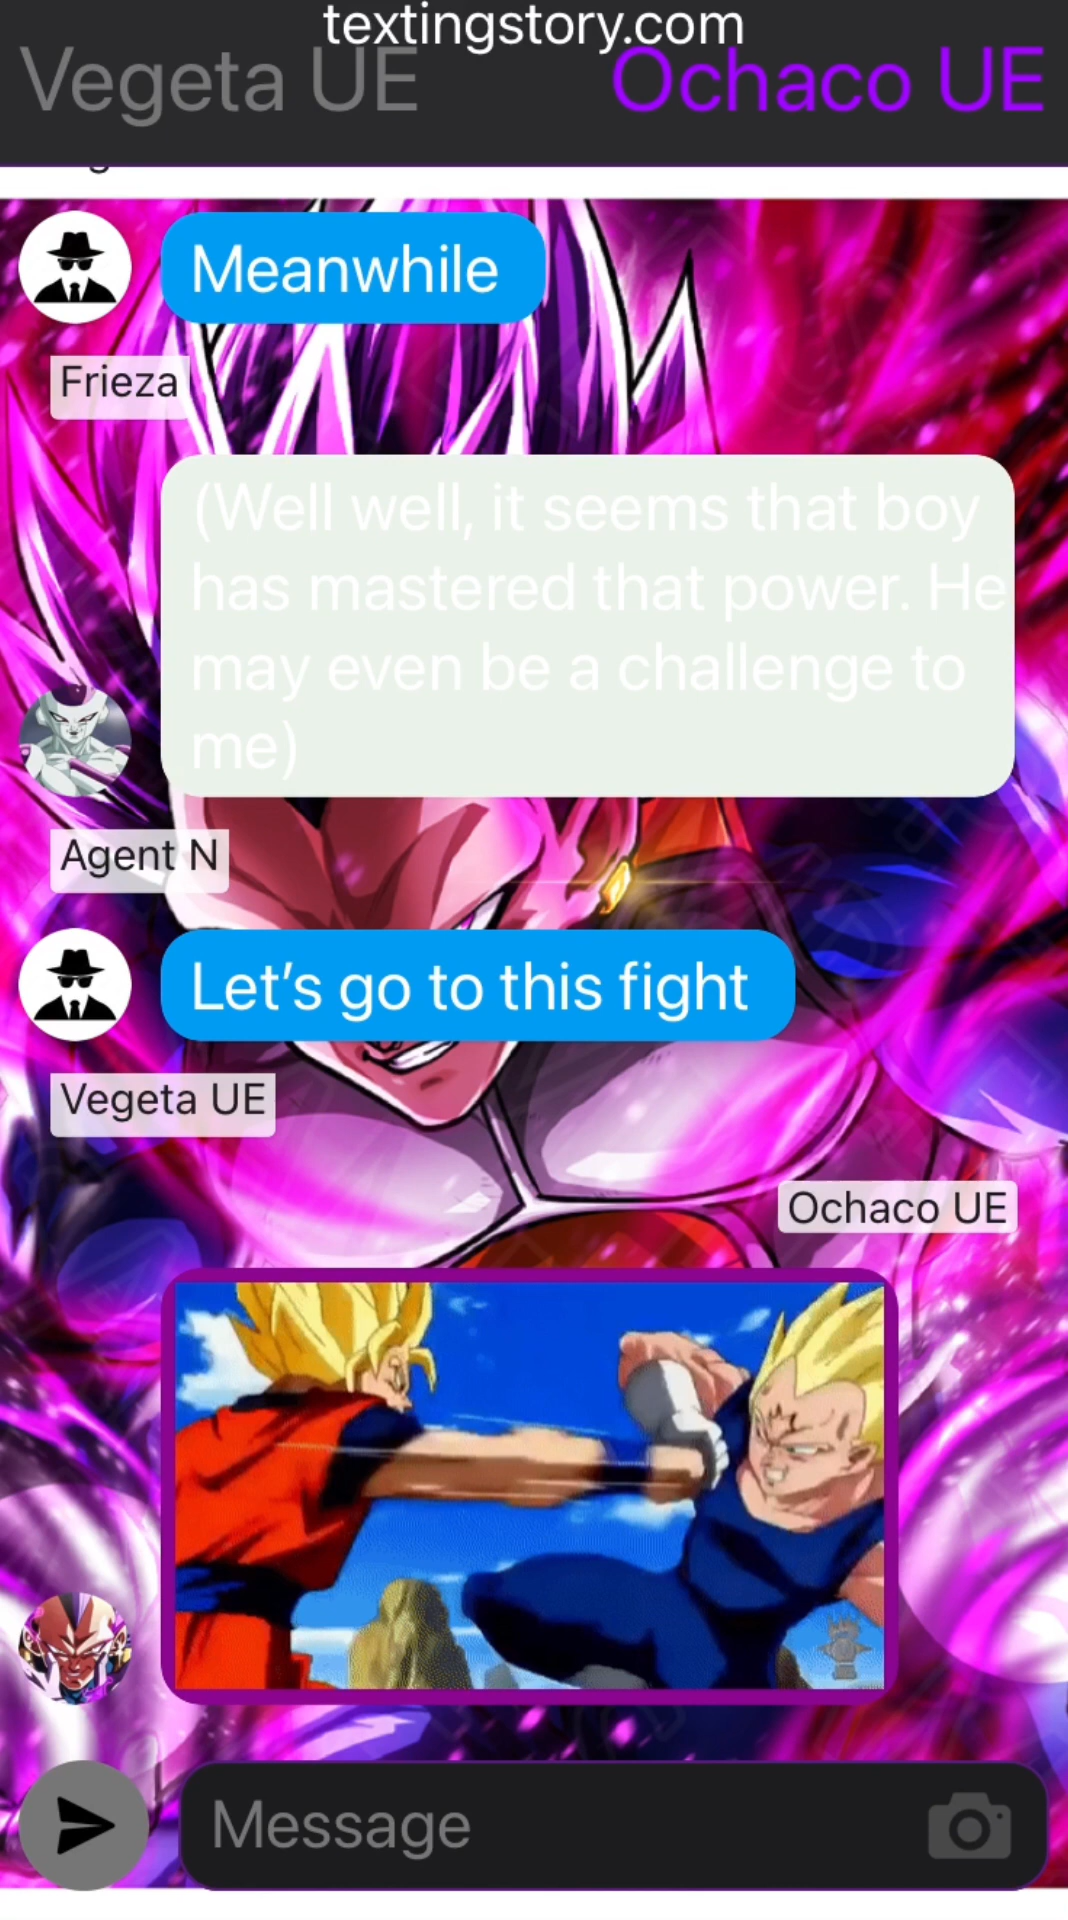 textingstory.com
Vegeta UE
Ochaco UE
Meanwhile
Frieza
(Well well, it seems that boy
has mastered that power. He
may even be a challenge to
me)
Agent N
Let’s go to this fight
Vegeta UE
Ochaco UE
Message